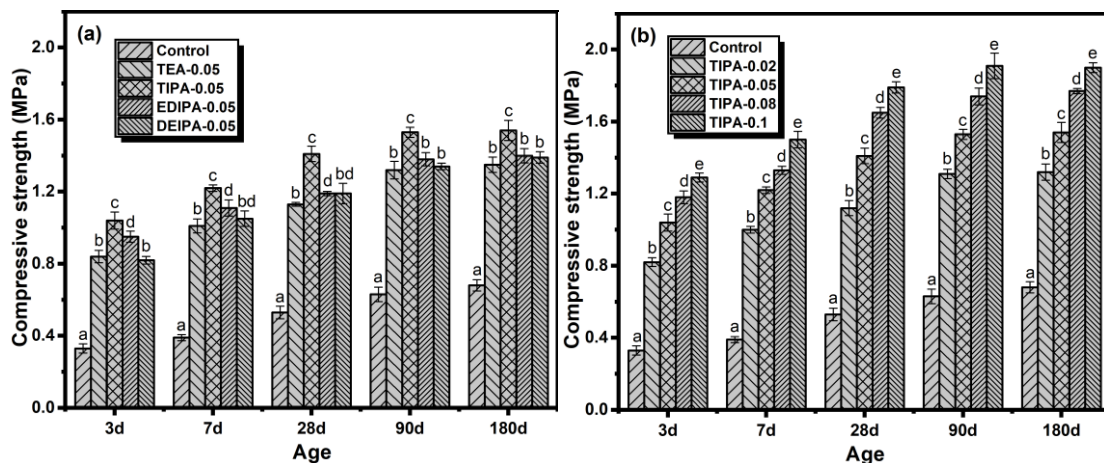 (a)
Control
TEA-0.05
TIPA-0.05
EDIPA-0.05
DEIPA-0.05
Compressive strength (MPa)
2.0
1.6
1.2
0.8
0.4
0.0
a b c d b
a b c d bd
a b c d bd
a b c b b
a b c b b
3d 7d 28d 90d 180d
Age
(b)
Control
TIPA-0.02
TIPA-0.05
TIPA-0.08
TIPA-0.1
Compressive strength (MPa)
2.0
1.6
1.2
0.8
0.4
0.0
a b c d e
a b c d e
a b c d e
a b c d e
a b c d e
3d 7d 28d 90d 180d
Age